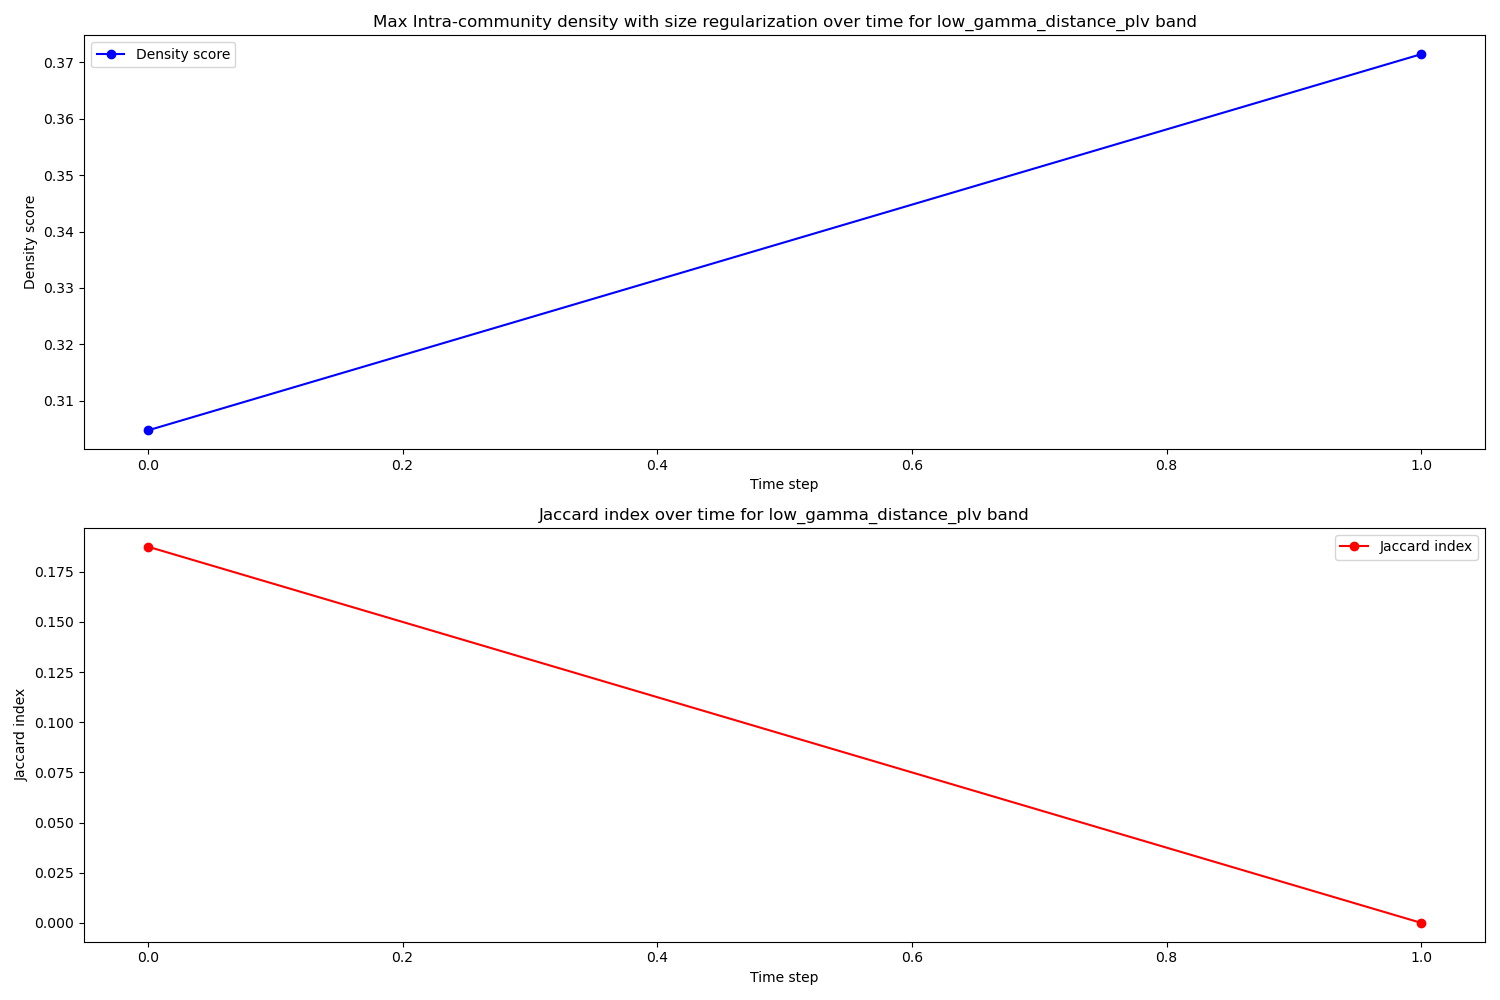 Max Intra-community density with size regularization over time for low_gamma_distance_plv band
Density score
0.37
0.36
0.35
0.34
0.33
0.32
0.31
Density score
0.0 0.2 0.4 0.6 0.8 1.0
Time step
Jaccard index over time for low_gamma_distance_plv band
Jaccard index
0.175
0.150
0.125
0.100
0.075
0.050
0.025
0.000
Jaccard index
0.0 0.2 0.4 0.6 0.8 1.0
Time step